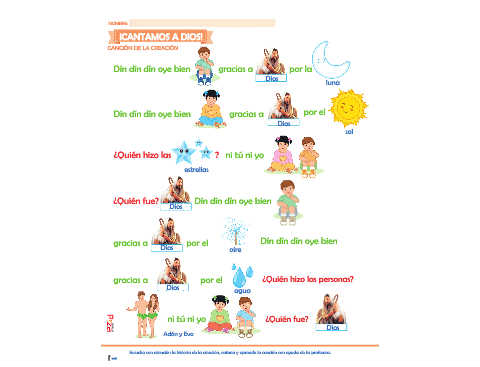 NOMBRE:
¡CANTAMOS A DIOS!
CANCIÓN DE LA CREACIÓN
Din din din oye bien gracias a Dios por la luna
Din din din oye bien gracias a Dios por el sol
¿Quién hizo las estrellas ? ni tú ni yo
¿Quién fue? Dios Din din din oye bien
gracias a Dios por el aire Din din din oye bien
gracias a Dios por el agua ¿Quién hizo las personas?
Adán y Eva ni tú ni yo ¿Quién fue? Dios